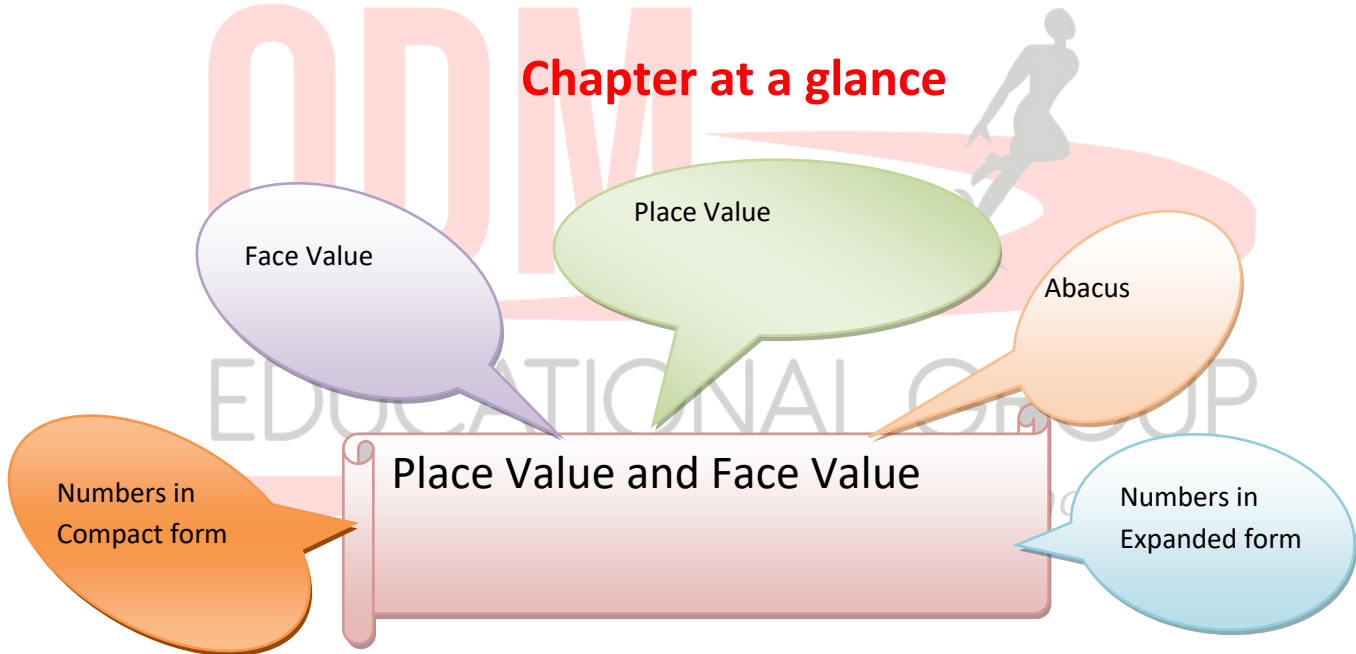 ODM
Chapter at a glance
Place Value
Face Value
Abacus
EDUCATIONAL GROUP
Place Value and Face Value
Numbers in
Compact form
Numbers in
Expanded form